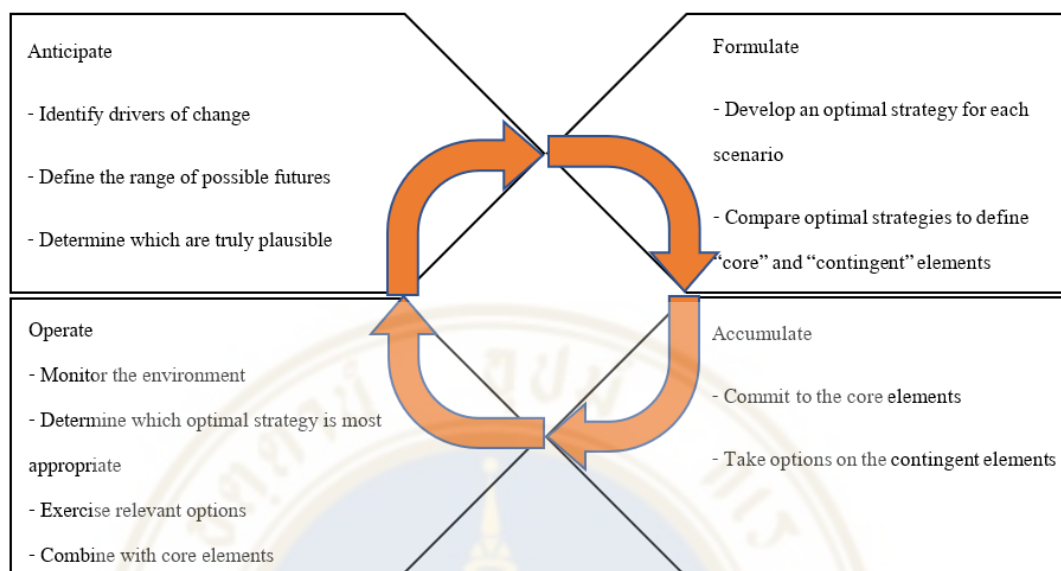 Anticipate
- Identify drivers of change
- Define the range of possible futures
- Determine which are truly plausible
Formulate
- Develop an optimal strategy for each
scenario
- Compare optimal strategies to define
“core” and “contingent” elements
Operate
- Monitor the environment
- Determine which optimal strategy is most
appropriate
- Exercise relevant options
- Combine with core elements
Accumulate
- Commit to the core elements
- Take options on the contingent elements